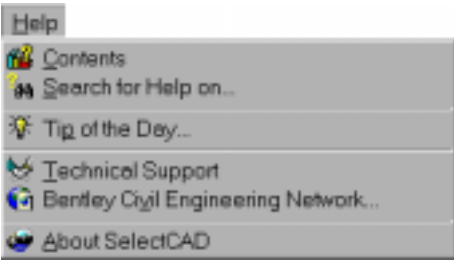 Help
Contents
Search for Help on...
Tip of the Day...
Technical Support
Bentley Civil Engineering Network...
About SelectCAD